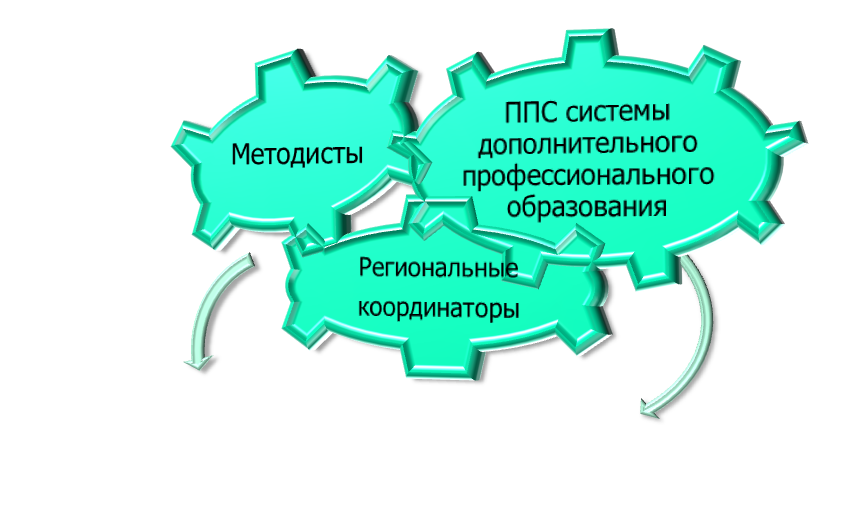 Методисты
ППС системы
дополнительного
профессионального
образования
Региональные
координаторы